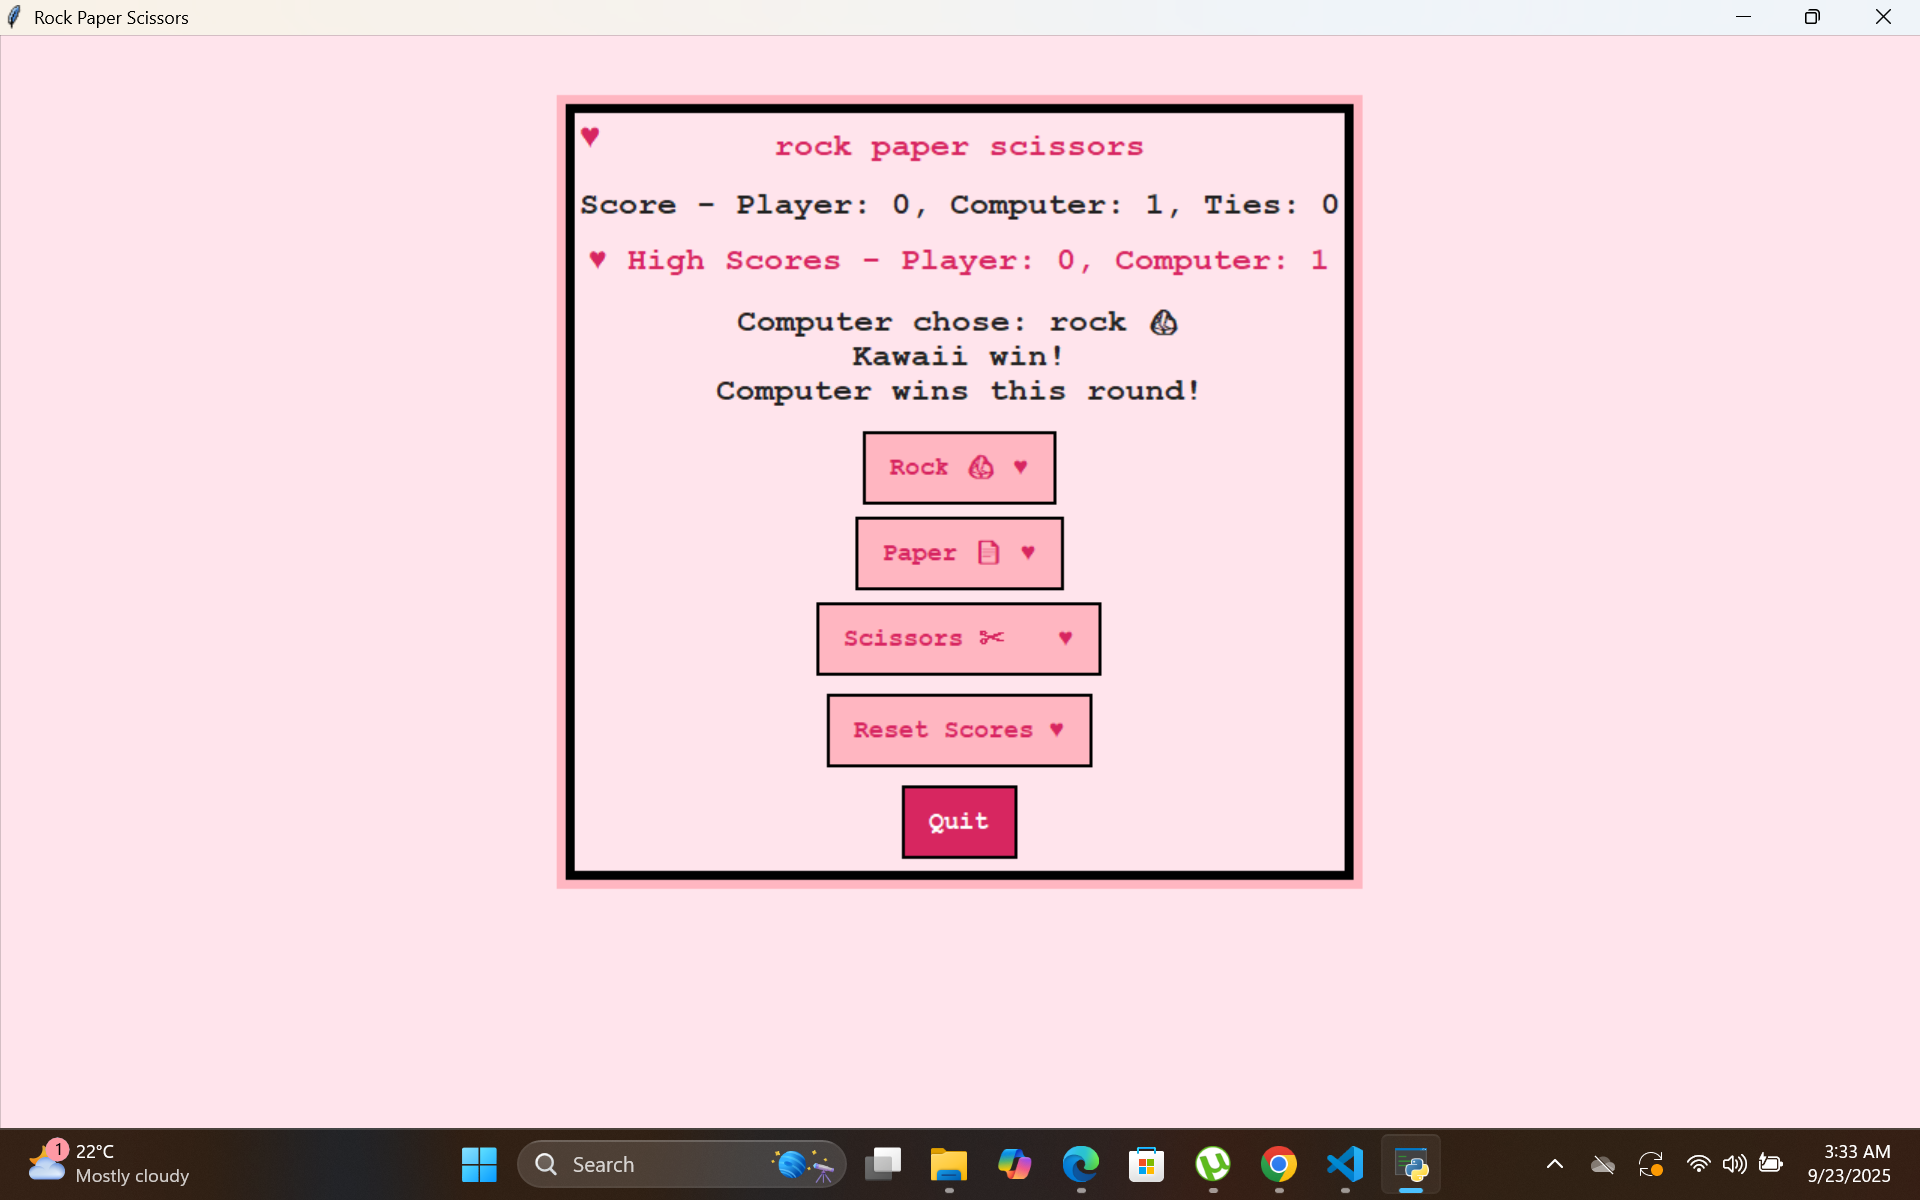 Rock Paper Scissors
♥
rock paper scissors
Score - Player: 0, Computer: 1, Ties: 0
♥ High Scores - Player: 0, Computer: 1
Computer chose: rock 🪨
Kawaii win!
Computer wins this round!
Rock 🪨 ♥
Paper 📄 ♥
Scissors ✂ ♥
Reset Scores ♥
Quit
1
22°C
Mostly cloudy
Search
3:33 AM
9/23/2025